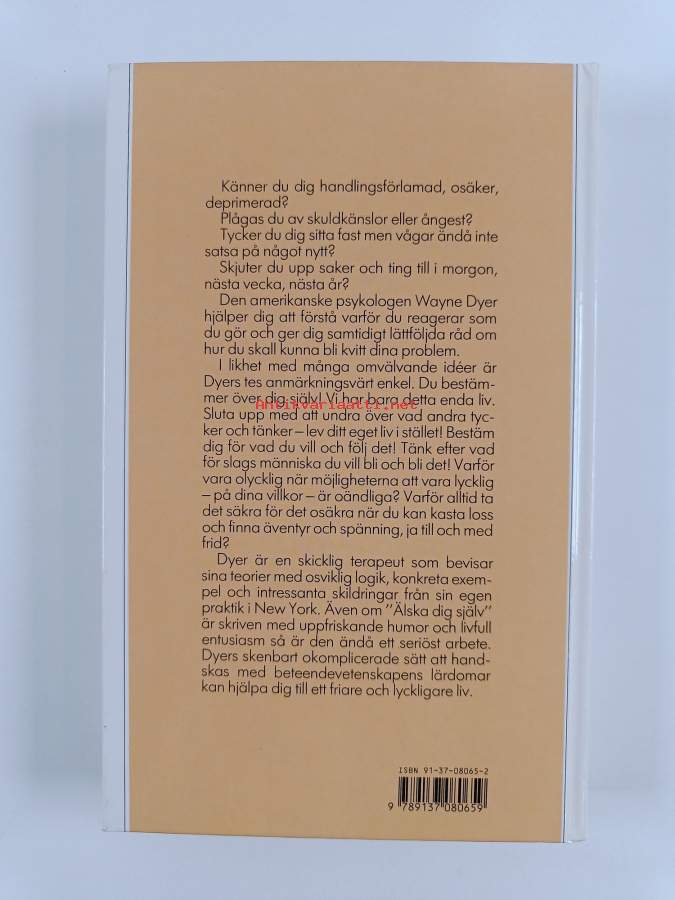 Känner du dig handlingsförlamad, osäker,
deprimerad?
Plågas du av skuldkänslor eller ångest?
Tycker du dig sitta fast men vågar ändå inte
satsa på något nytt?
Skjuter du upp saker och ting till i morgon,
nästa vecka, nästa år?
Den amerikanske psykologen Wayne Dyer
hjälper dig att förstå varför du reagerar som
du gör och ger dig samtidigt lättföljda råd om
hur du skall kunna bli kvitt dina problem.
I likhet med många omvälvande idéer är
Dyers tes anmärkningsvärt enkel. Du bestäm-
mer över dig själv! Vi har bara detta enda liv.
Antikvariaatti.net
Sluta upp med att undra över vad andra tyc-
ker och tänker – lev ditt eget liv i stället! Bestäm
dig för vad du vill och följ det! Tänk efter vad
för slags människa du vill bli och bli det! Varför
vara olycklig när möjligheterna att vara lycklig
– på dina villkor – är oändliga? Varför alltid ta
det säkra för det osäkra när du kan kasta loss
och finna äventyr och spänning, ja till och med
frid?
Dyer är en skicklig terapeut som bevisar
sina teorier med osviklig logik, konkreta exem-
pel och intressanta skildringar från sin egen
praktik i New York. Även om "Älska dig själv"
är skriven med uppfriskande humor och livfull
entusiasm så är den ändå ett seriöst arbete.
Dyers skenbart okomplicerade sätt att hand-
skas med beteendevetenskapens lärdomar
kan hjälpa dig till ett friare och lyckligare liv.
ISBN 91-37-08065-2
9 789137 080659